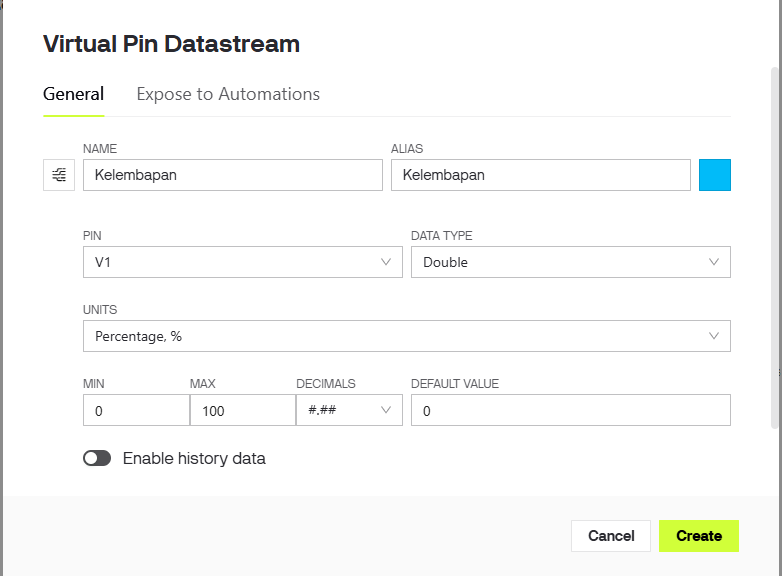 Virtual Pin Datastream
General Expose to Automations
NAME ALIAS
Kelembapan Kelembapan
PIN DATA TYPE
V1 Double
UNITS
Percentage, %
MIN MAX DECIMALS DEFAULT VALUE
0 100 #.## 0
Enable history data
Cancel Create